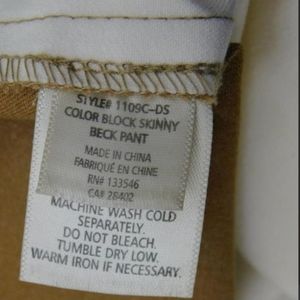 STYLE# 1109C-DS
COLOR BLOCK SKINNY
BECK PANT
MADE IN CHINA
FABRIQUÉ EN CHINE
RN# 133546
CA# 28402
MACHINE WASH COLD
SEPARATELY.
DO NOT BLEACH.
TUMBLE DRY LOW.
WARM IRON IF NECESSARY.